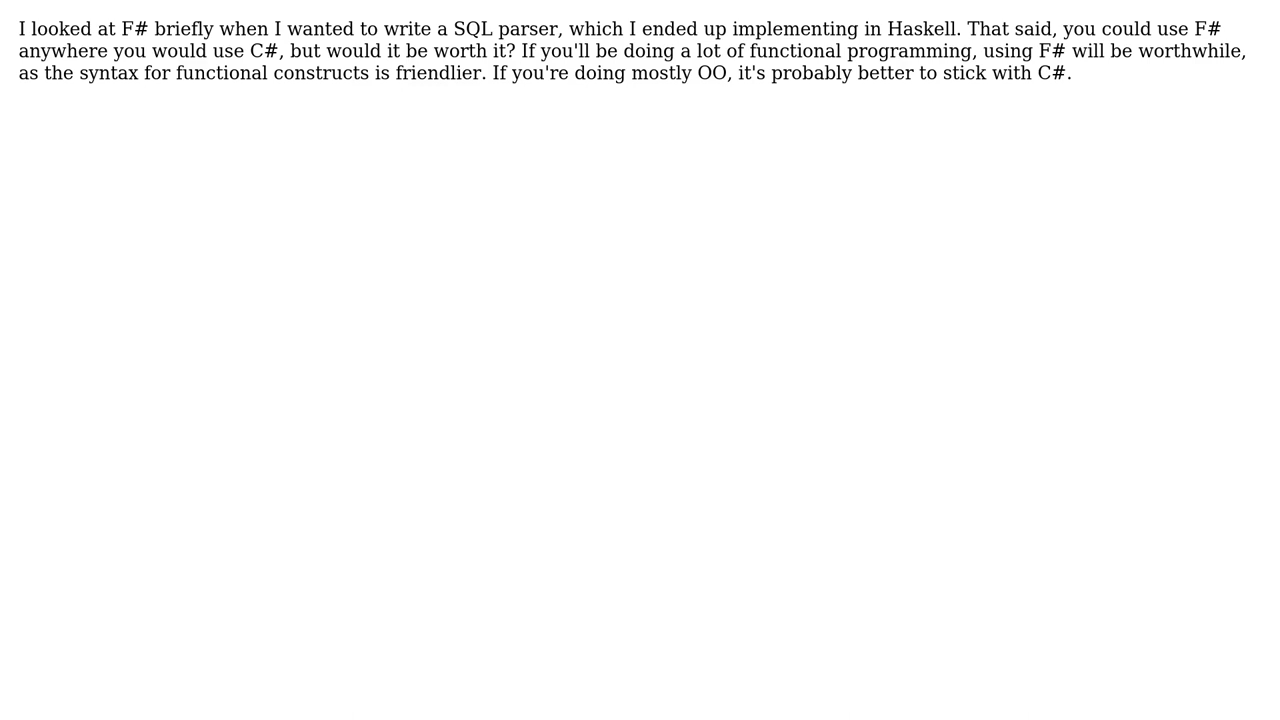 I looked at F# briefly when I wanted to write a SQL parser, which I ended up implementing in Haskell. That said, you could use F#
anywhere you would use C#, but would it be worth it? If you'll be doing a lot of functional programming, using F# will be worthwhile,
as the syntax for functional constructs is friendlier. If you're doing mostly OO, it's probably better to stick with C#.